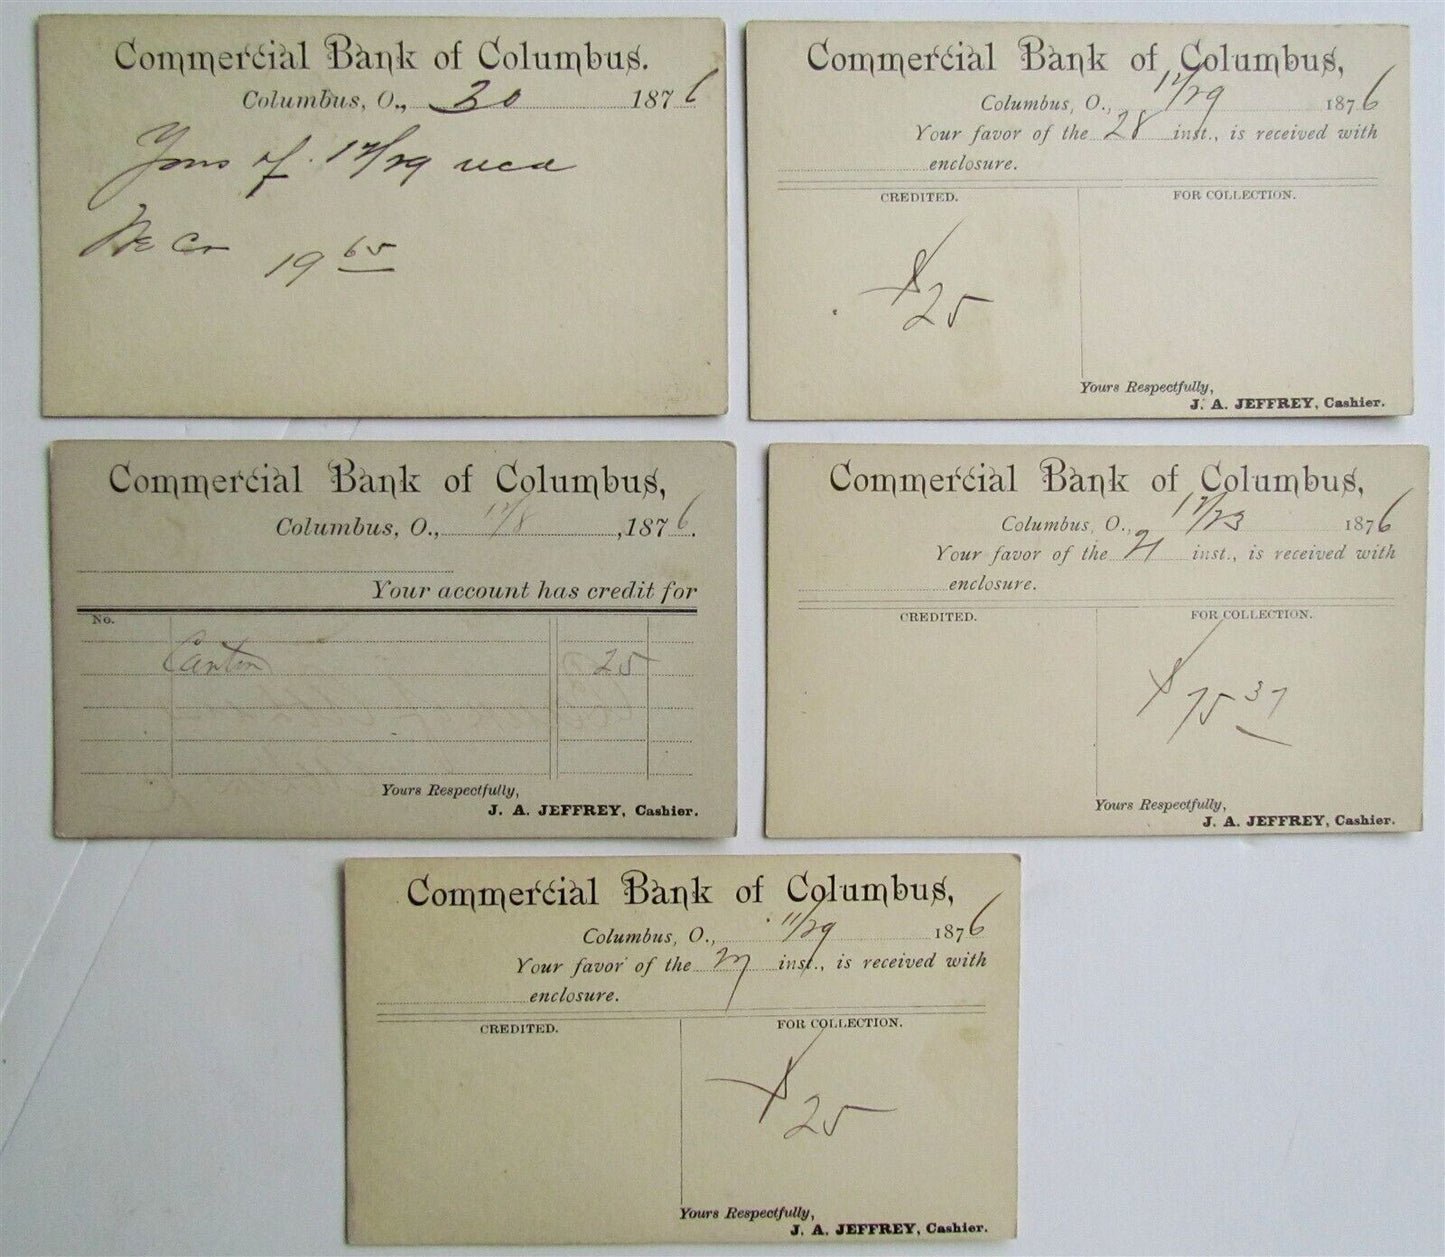 Commercial Bank of Columbus.
Columbus, O., 30 1876
Yours of 12/29 recd
We Cr 19 65
Commercial Bank of Columbus,
Columbus, O., 11/29 1876
Your favor of the 28 inst., is received with
enclosure.
CREDITED. FOR COLLECTION.
$25
Yours Respectfully,
J. A. JEFFREY, Cashier.
Commercial Bank of Columbus,
Columbus, O., 12/8, 1876.
Your account has credit for
No.
Canton 25
Yours Respectfully,
J. A. JEFFREY, Cashier.
Commercial Bank of Columbus,
Columbus, O., 12/23 1876
Your favor of the 21 inst., is received with
enclosure.
CREDITED. FOR COLLECTION.
$75 37
Yours Respectfully,
J. A. JEFFREY, Cashier.
Commercial Bank of Columbus,
Columbus, O., 11/29 1876
Your favor of the 27 inst., is received with
enclosure.
CREDITED. FOR COLLECTION.
$25
Yours Respectfully,
J. A. JEFFREY, Cashier.